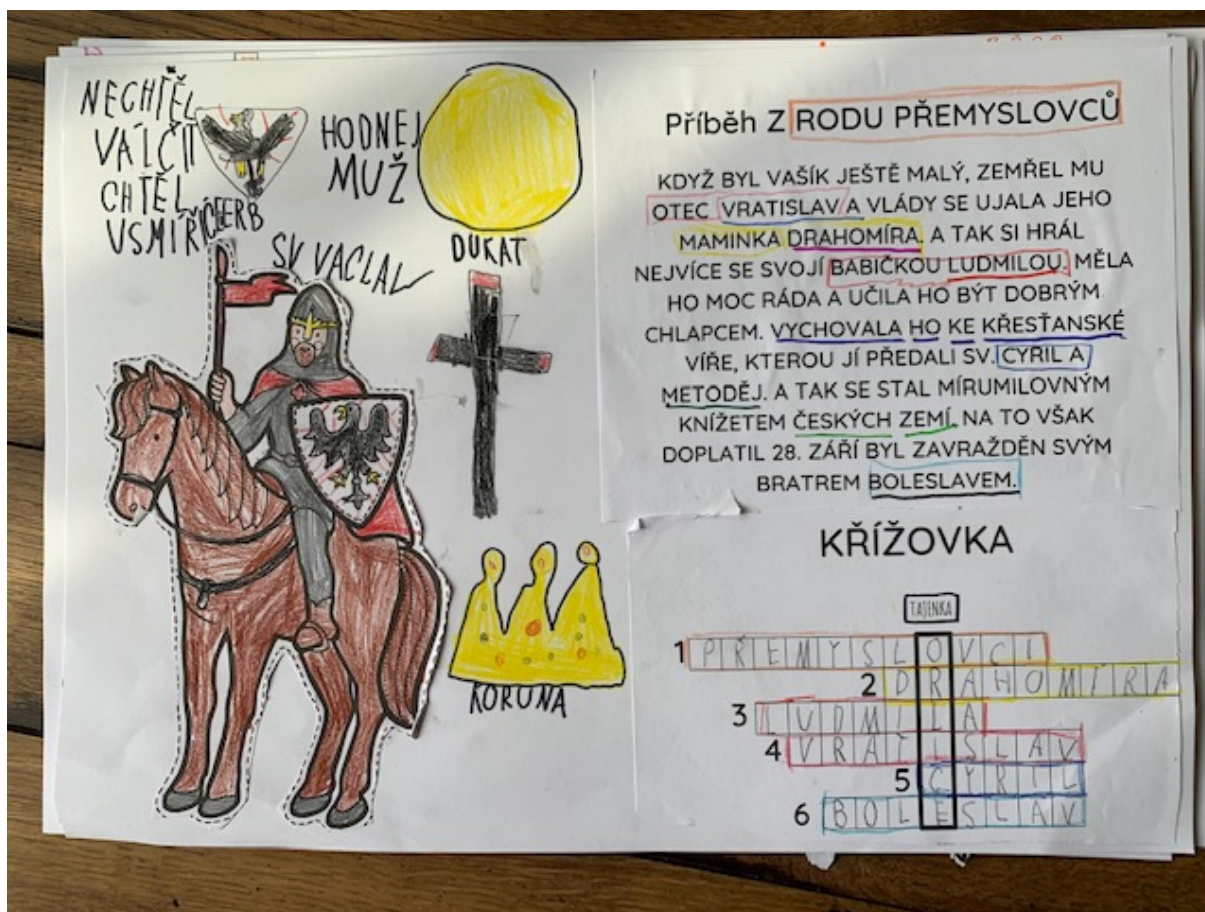 NECHTĚL
VÁLČIT
CHTĚL
USMÍŘIC
ERB
HODNEJ
MUŽ
SV VACLAV
DUKAT
KORUNA
Příběh Z RODU PŘEMYSLOVCŮ
KDYŽ BYL VAŠÍK JEŠTĚ MALÝ, ZEMŘEL MU
OTEC VRATISLAV A VLÁDY SE UJALA JEHO
MAMINKA DRAHOMÍRA. A TAK SI HRÁL
NEJVÍCE SE SVOJÍ BABIČKOU LUDMILOU. MĚLA
HO MOC RÁDA A UČILA HO BÝT DOBRÝM
CHLAPCEM. VYCHOVALA HO KE KŘESŤANSKÉ
VÍŘE, KTEROU JÍ PŘEDALI SV. CYRIL A
METODĚJ. A TAK SE STAL MÍRUMILOVNÝM
KNÍŽETEM ČESKÝCH ZEMÍ. NA TO VŠAK
DOPLATIL 28. ZÁŘÍ BYL ZAVRAŽDĚN SVÝM
BRATREM BOLESLAVEM.
KŘÍŽOVKA
TAJENKA
1 PŘEMYSLOVCI
2 DRAHOMÍRA
3 LUDMILA
4 VRATISLAV
5 CYRIL
6 BOLESLAV